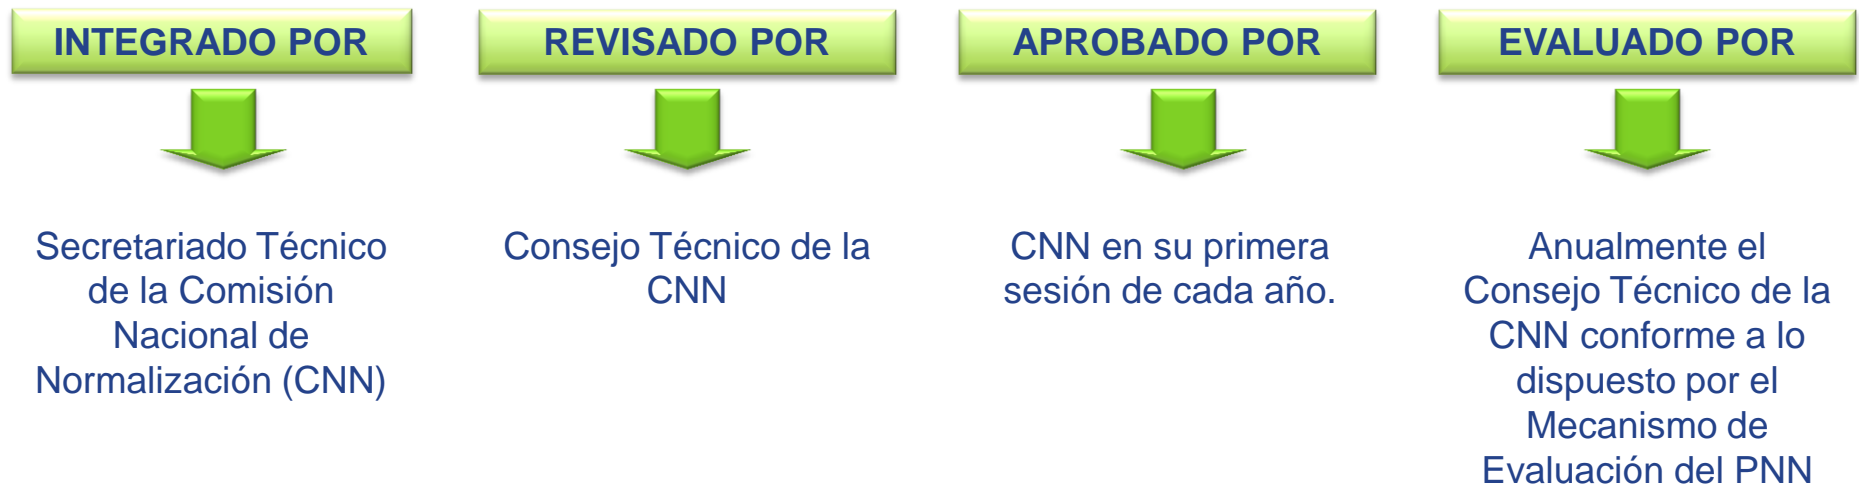 INTEGRADO POR
Secretariado Técnico
de la Comisión
Nacional de
Normalización (CNN)
REVISADO POR
Consejo Técnico de la
CNN
APROBADO POR
CNN en su primera
sesión de cada año.
EVALUADO POR
Anualmente el
Consejo Técnico de la
CNN conforme a lo
dispuesto por el
Mecanismo de
Evaluación del PNN